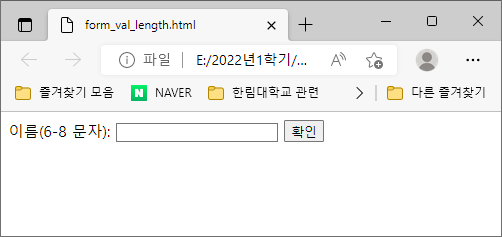 form_val_length.html
파일 E:/2022년1학기/...
즐겨찾기 모음 NAVER 한림대학교 관련 다른 즐겨찾기
이름(6-8 문자): 확인